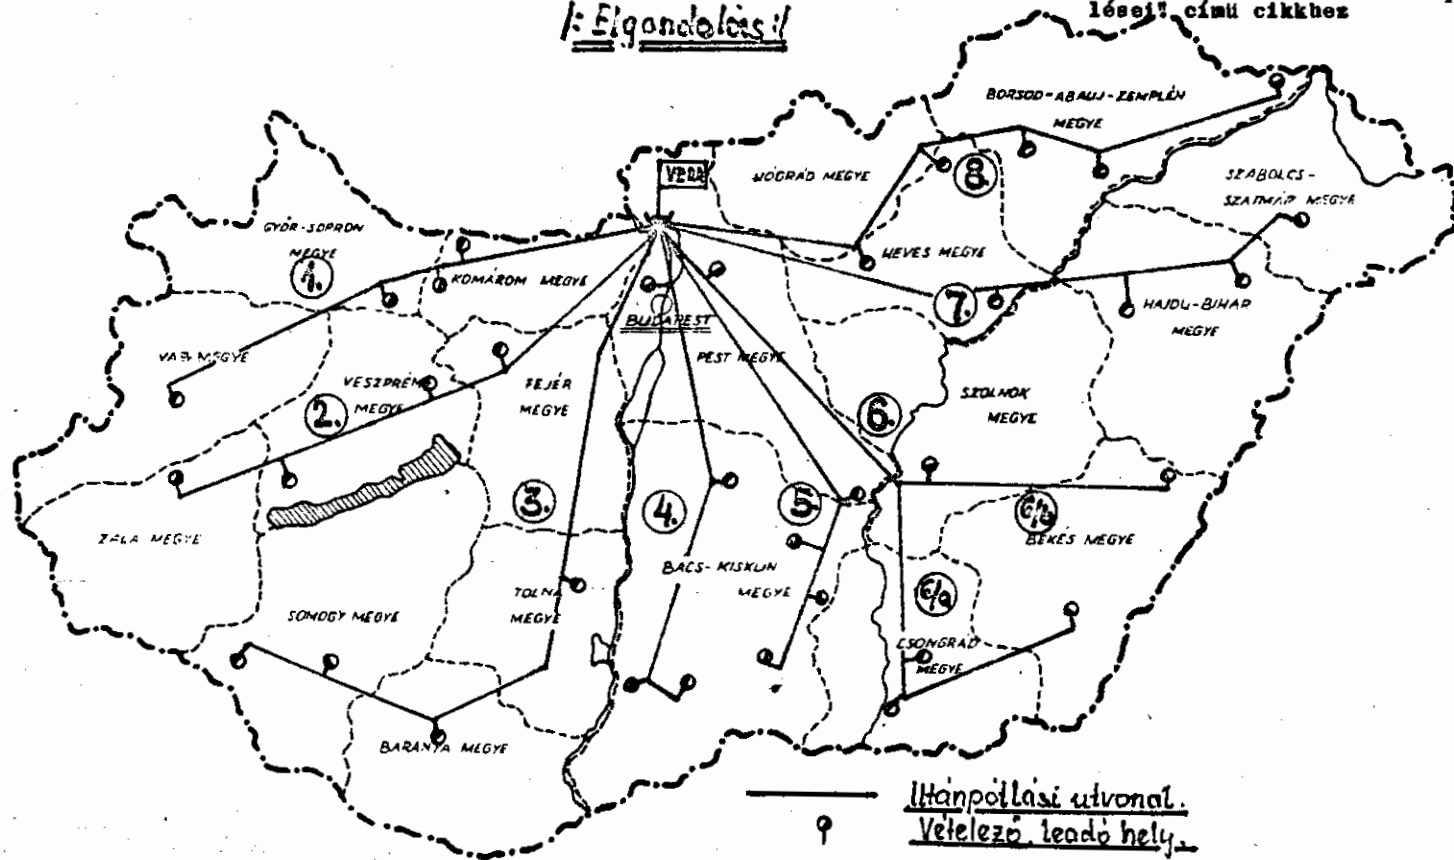 /: Elgondolás :/
lései" című cikkhez
BORSOD-ABAUJ-ZEMPLÉN
MEGYE
NÓGRÁD MEGYE
8.
SZABOLCS-
SZATMÁR MEGYE
GYŐR-SOPRON
MEGYE
1.
KOMÁROM MEGYE
HEVES MEGYE
7.
HAJDU-BIHAR
MEGYE
BUDAPEST
VAS MEGYE
VESZPRÉM
MEGYE
2.
FEJÉR
MEGYE
PEST MEGYE
6.
SZOLNOK
MEGYE
3.
4.
5.
6/b
BÉKÉS MEGYE
ZALA MEGYE
BÁCS-KISKUN
MEGYE
6/a
SOMOGY MEGYE
TOLNA
MEGYE
CSONGRÁD
MEGYE
BARANYA MEGYE
Utánpótlási utvonal.
Vételező, leadó hely.